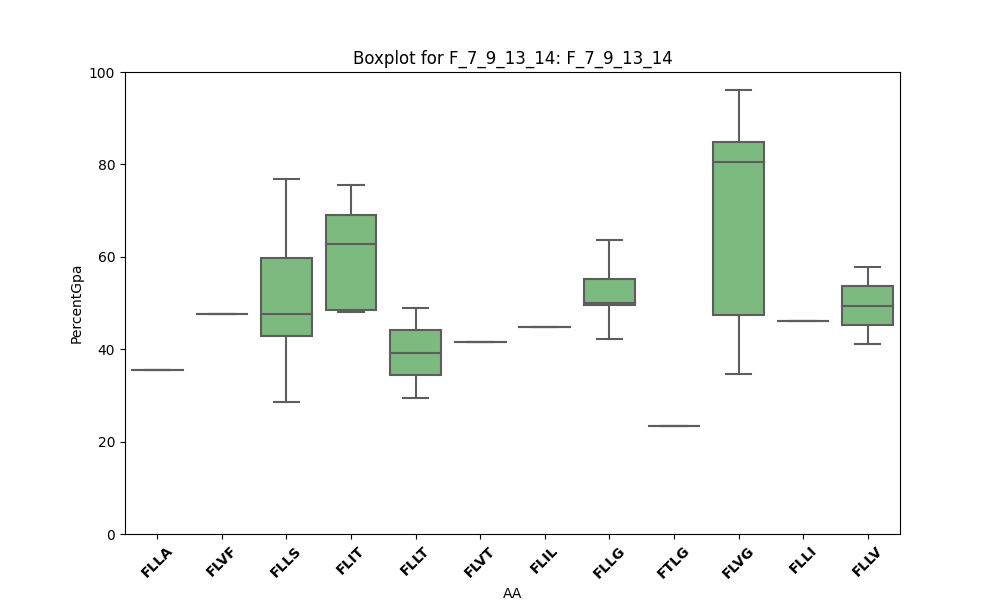 Boxplot for F_7_9_13_14: F_7_9_13_14
PercentGpa
100
80
60
40
20
0
FLLA FLVF FLLS FLIT FLLT FLVT FLIL FLLG FTLG FLVG FLLI FLLV
AA